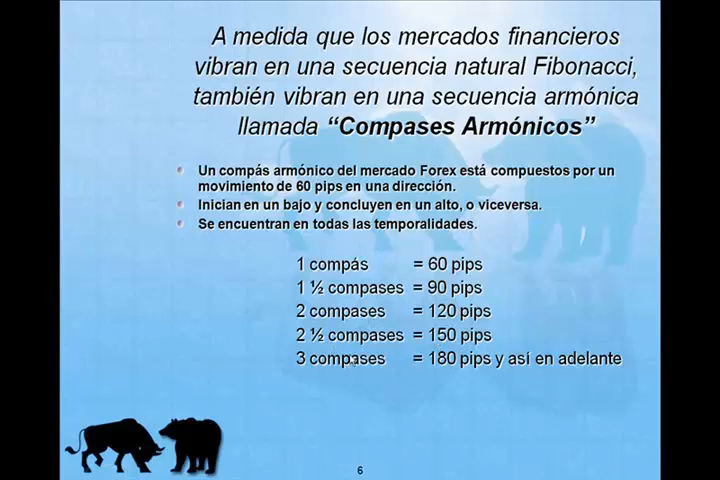 A medida que los mercados financieros
vibran en una secuencia natural Fibonacci,
también vibran en una secuencia armónica
llamada “Compases Armónicos”
Un compás armónico del mercado Forex está compuestos por un
movimiento de 60 pips en una dirección.
Inician en un bajo y concluyen en un alto, o viceversa.
Se encuentran en todas las temporalidades.
1 compás = 60 pips
1 ½ compases = 90 pips
2 compases = 120 pips
2 ½ compases = 150 pips
3 compases = 180 pips y así en adelante
6